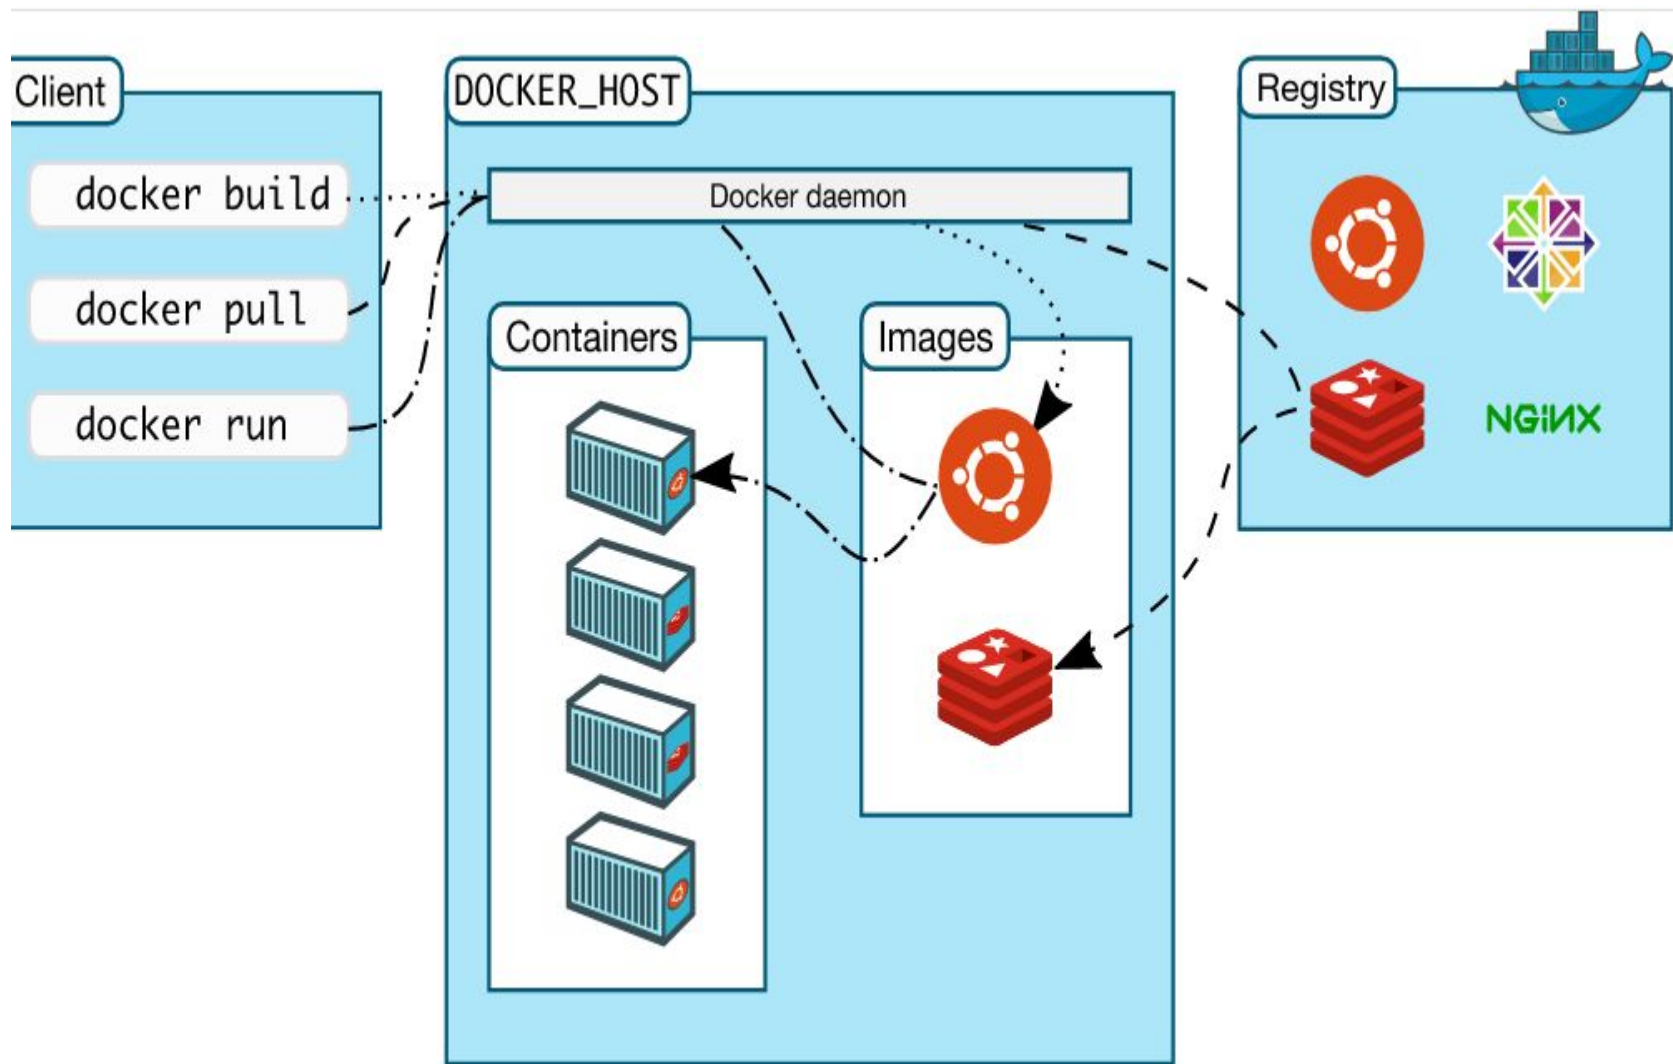 Client
docker build
docker pull
docker run
DOCKER_HOST
Docker daemon
Containers
Images
Registry
NGiNX